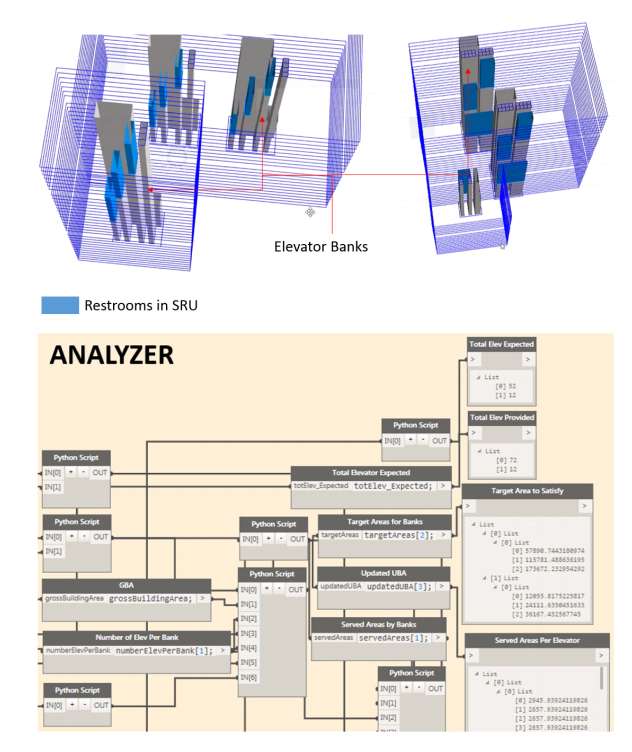 Elevator Banks
Restrooms in SRU
ANALYZER
Total Elev Expected
> >
List
[0] 52
[1] 12
Total Elev Provided
> >
List
[0] 72
[1] 12
Python Script
IN[0] + - OUT
Python Script
IN[0] + - OUT
IN[1]
Total Elevator Expected
totElev_Expected totElev_Expected; >
Target Area to Satisfy
> >
List
[0] List
[0] 57890.7443180974
[1] 115781.488636195
[2] 173672.232954292
[1] List
[0] 12055.8175225817
[1] 24111.6350451633
[2] 36167.452567745
Python Script
IN[0] + - OUT
IN[1]
Python Script
IN[0] + - OUT
Target Areas for Banks
targetAreas targetAreas[2]; >
Python Script
IN[0] + - OUT
IN[1]
IN[2]
IN[3]
IN[4]
IN[5]
IN[6]
Updated UBA
updatedUBA updatedUBA[3]; >
GBA
grossBuildingArea grossBuildingArea; >
Served Areas by Banks
servedAreas servedAreas[1]; >
Number of Elev Per Bank
numberElevPerBank numberElevPerBank[1]; >
Served Areas Per Elevator
> >
List
[0] List
[0] List
[0] 2945.93924119826
[1] 2657.93924119826
[2] 2657.93924119826
[3] 2657.93924119826
Python Script
IN[0] + - OUT
IN[1]
IN[2]
Python Script
IN[0] + - OUT